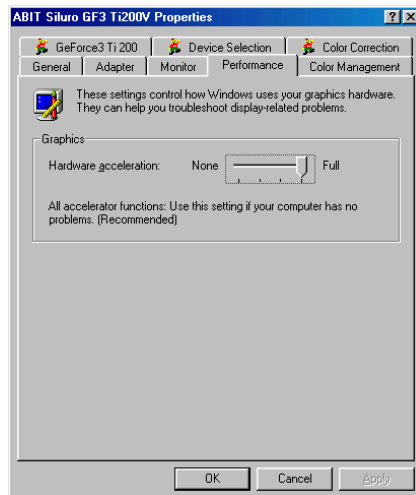 ABIT Siluro GF3 Ti200V Properties
GeForce3 Ti 200 Device Selection Color Correction
General Adapter Monitor Performance Color Management
These settings control how Windows uses your graphics hardware.
They can help you troubleshoot display-related problems.
Graphics
Hardware acceleration: None Full
All accelerator functions: Use this setting if your computer has no
problems. (Recommended)
OK Cancel Apply